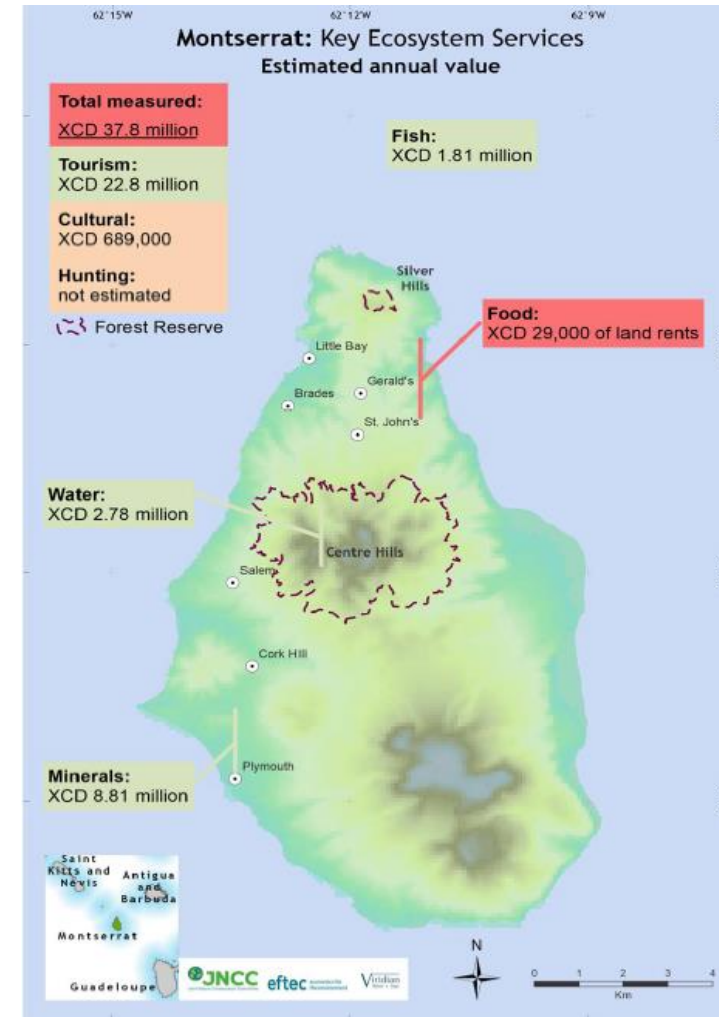 62°15'W 62°12'W 62°9'W
Montserrat: Key Ecosystem Services
Estimated annual value
Total measured:
XCD 37.8 million
Tourism:
XCD 22.8 million
Cultural:
XCD 689,000
Hunting:
not estimated
Forest Reserve
Fish:
XCD 1.81 million
Silver
Hills
Food:
XCD 29,000 of land rents
Little Bay
Gerald's
Brades
St. John's
Water:
XCD 2.78 million
Centre Hills
Salem
Cork Hill
Minerals:
XCD 8.81 million
Plymouth
Saint
Kitts and
Nevis
Antigua
and
Barbuda
Montserrat
Guadeloupe
JNCC
eftec
Viridian
N
0 1 2 3 4
Km